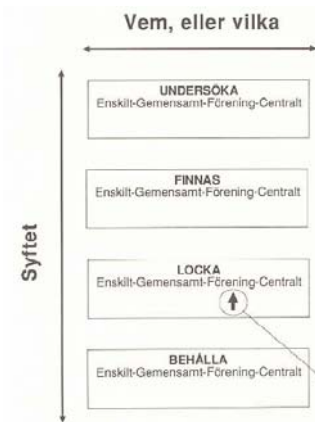 Vem, eller vilka
Syftet
UNDERSÖKA
Enskilt-Gemensamt-Förening-Centralt
FINNAS
Enskilt-Gemensamt-Förening-Centralt
LOCKA
Enskilt-Gemensamt-Förening-Centralt
BEHÅLLA
Enskilt-Gemensamt-Förening-Centralt